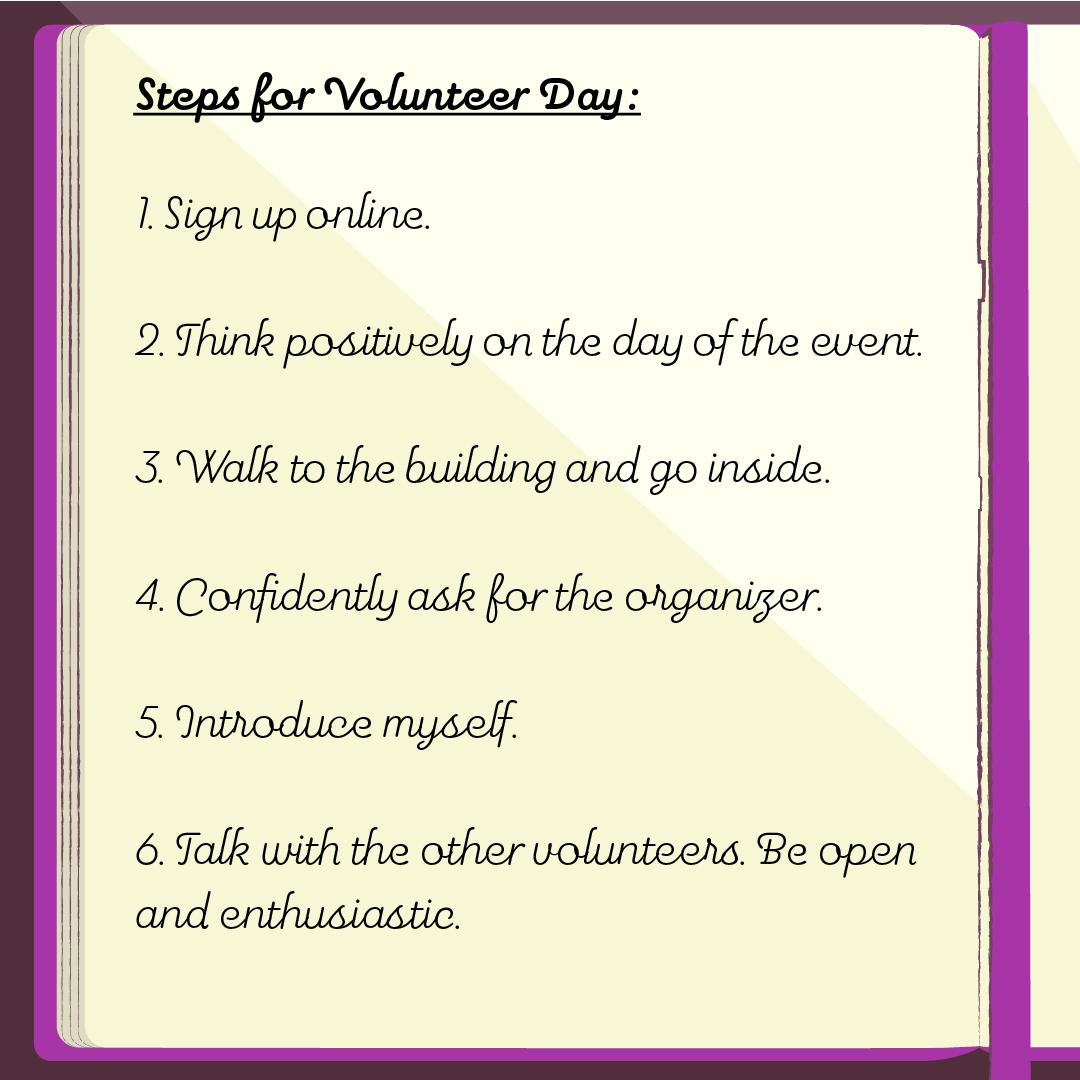 Steps for Volunteer Day:
1. Sign up online.
2. Think positively on the day of the event.
3. Walk to the building and go inside.
4. Confidently ask for the organizer.
5. Introduce myself.
6. Talk with the other volunteers. Be open
and enthusiastic.